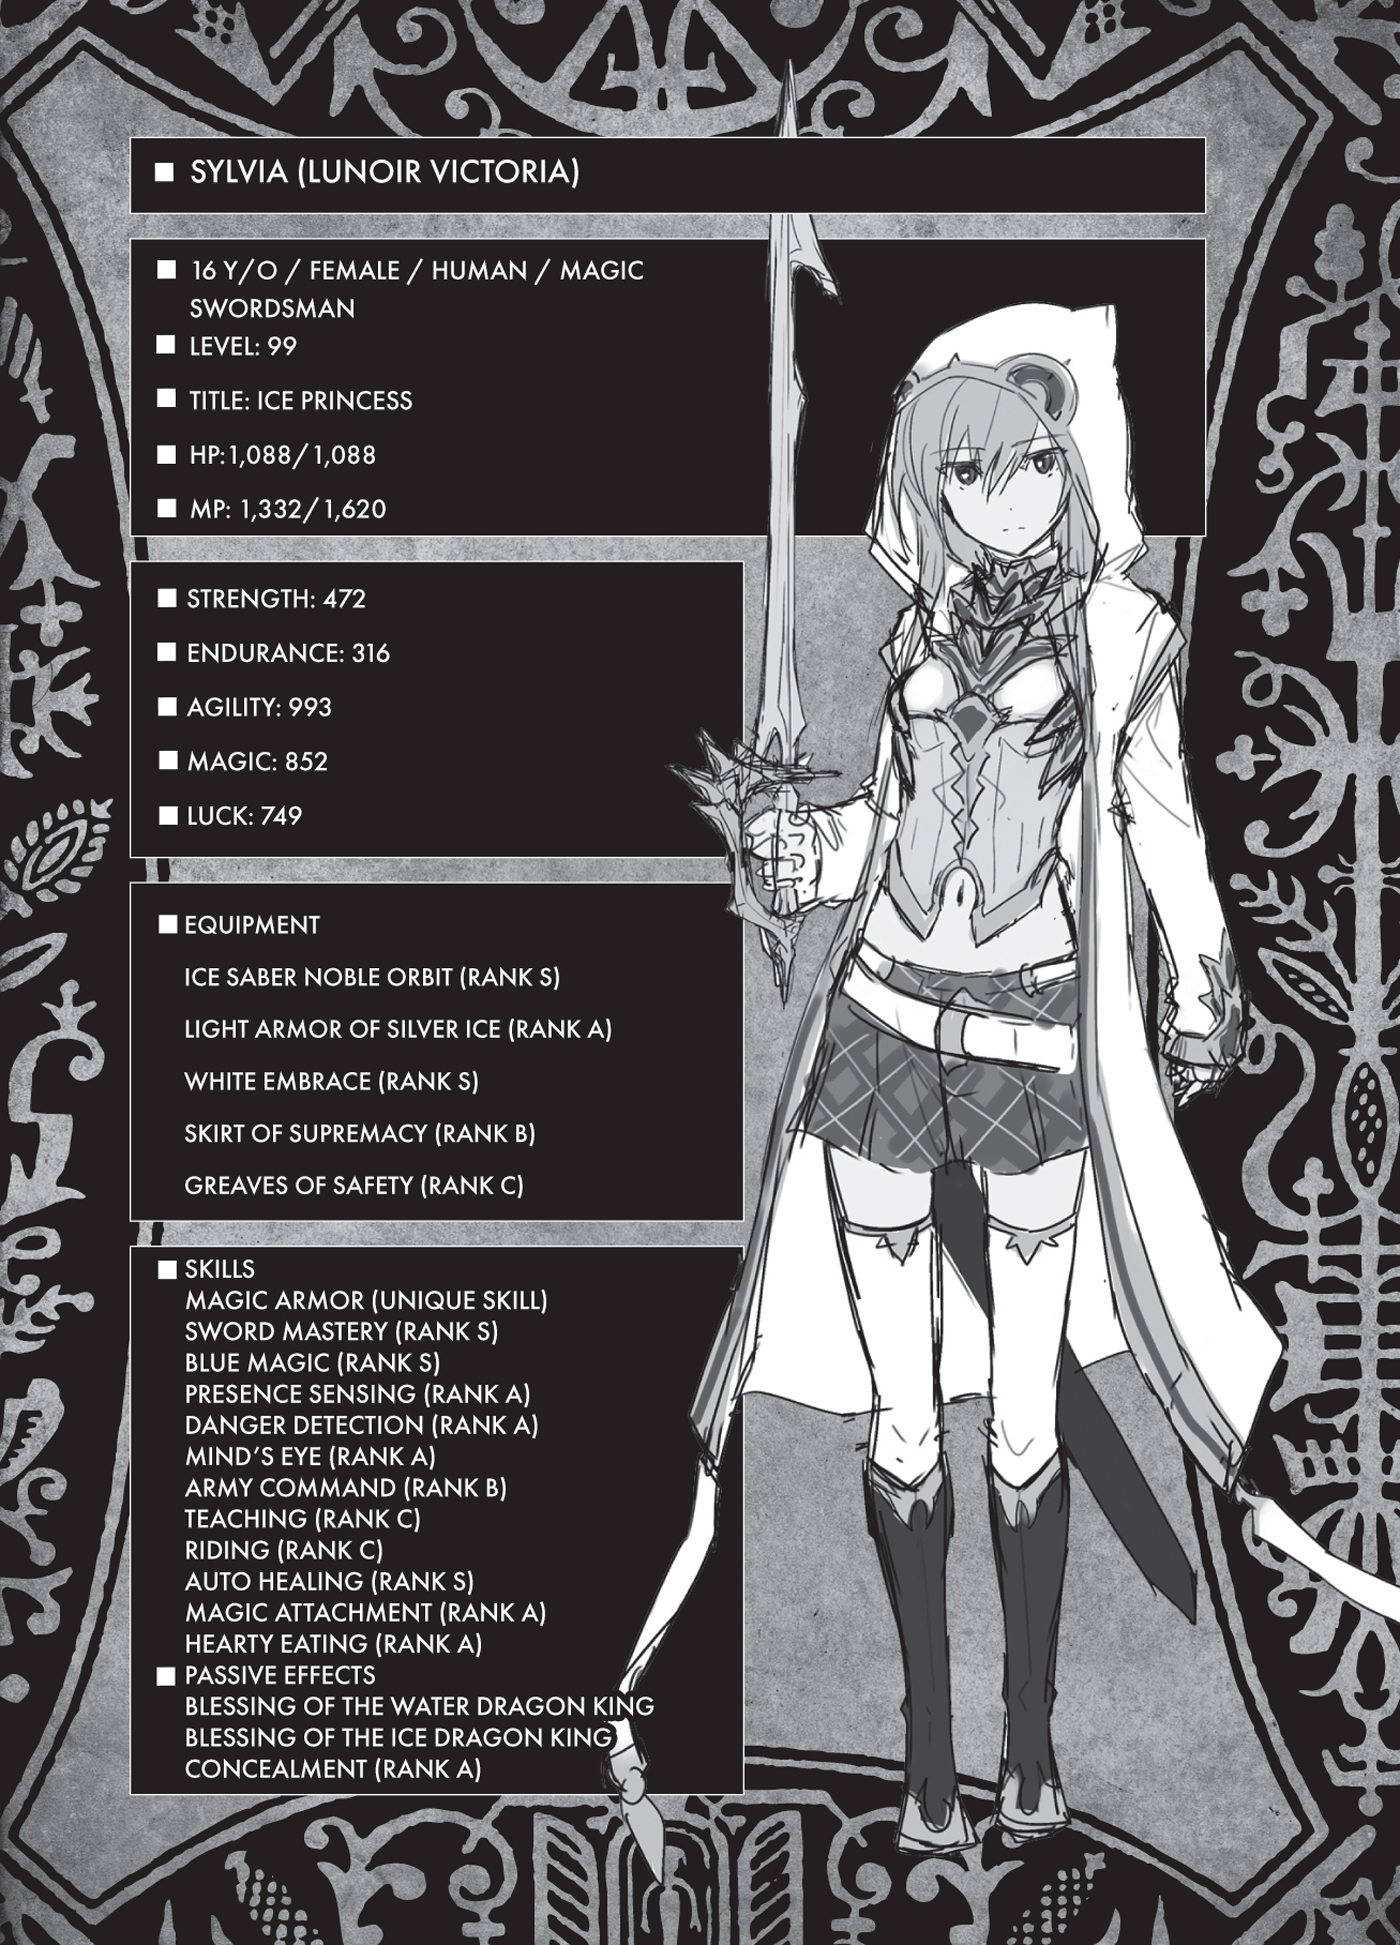 SYLVIA (LUNOIR VICTORIA)
16 Y/O / FEMALE / HUMAN / MAGIC
SWORDSMAN
LEVEL: 99
TITLE: ICE PRINCESS
HP:1,088/1,088
MP: 1,332/1,620
STRENGTH: 472
ENDURANCE: 316
AGILITY: 993
MAGIC: 852
LUCK: 749
EQUIPMENT
ICE SABER NOBLE ORBIT (RANK S)
LIGHT ARMOR OF SILVER ICE (RANK A)
WHITE EMBRACE (RANK S)
SKIRT OF SUPREMACY (RANK B)
GREAVES OF SAFETY (RANK C)
SKILLS
MAGIC ARMOR (UNIQUE SKILL)
SWORD MASTERY (RANK S)
BLUE MAGIC (RANK S)
PRESENCE SENSING (RANK A)
DANGER DETECTION (RANK A)
MIND'S EYE (RANK A)
ARMY COMMAND (RANK B)
TEACHING (RANK C)
RIDING (RANK C)
AUTO HEALING (RANK S)
MAGIC ATTACHMENT (RANK A)
HEARTY EATING (RANK A)
PASSIVE EFFECTS
BLESSING OF THE WATER DRAGON KING
BLESSING OF THE ICE DRAGON KING
CONCEALMENT (RANK A)